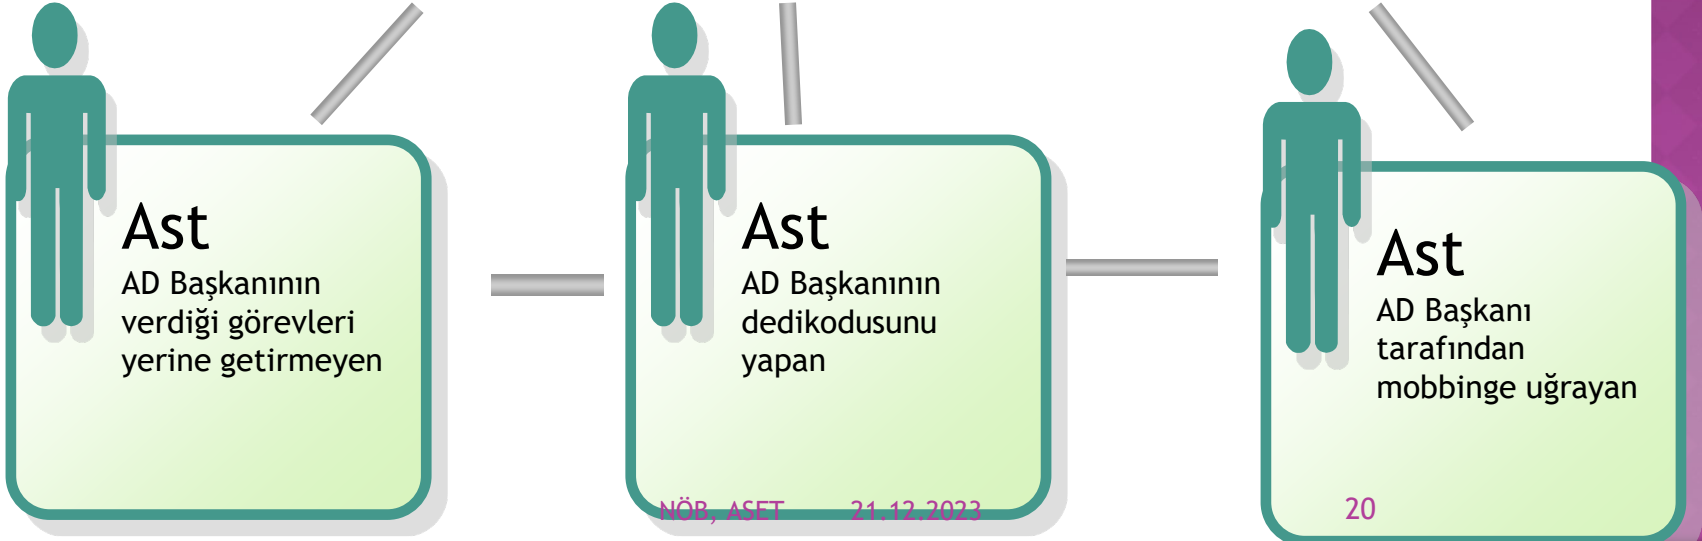 Ast
AD Başkanının
verdiği görevleri
yerine getirmeyen
Ast
AD Başkanının
dedikodusunu
yapan
Ast
AD Başkanı
tarafından
mobbinge uğrayan
NÖB, ASET 21.12.2023
20